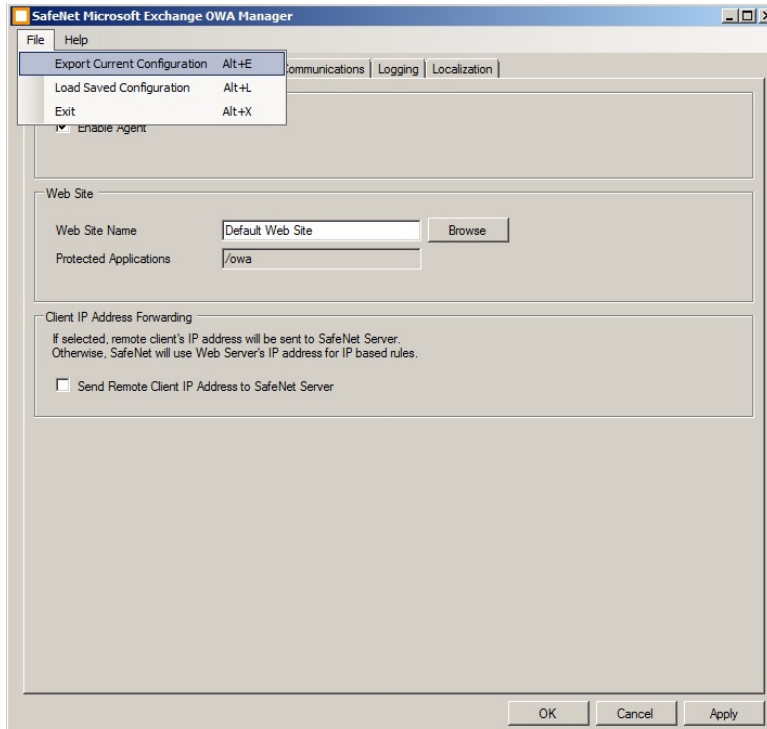 SafeNet Microsoft Exchange OWA Manager
File Help
Export Current Configuration Alt+E
Load Saved Configuration Alt+L
Exit Alt+X
Logging Localization
Enable Agent
Web Site
Web Site Name Default Web Site Browse
Protected Applications /owa
Client IP Address Forwarding
If selected, remote client's IP address will be sent to SafeNet Server.
Otherwise, SafeNet will use Web Server's IP address for IP based rules.
Send Remote Client IP Address to SafeNet Server
OK Cancel Apply